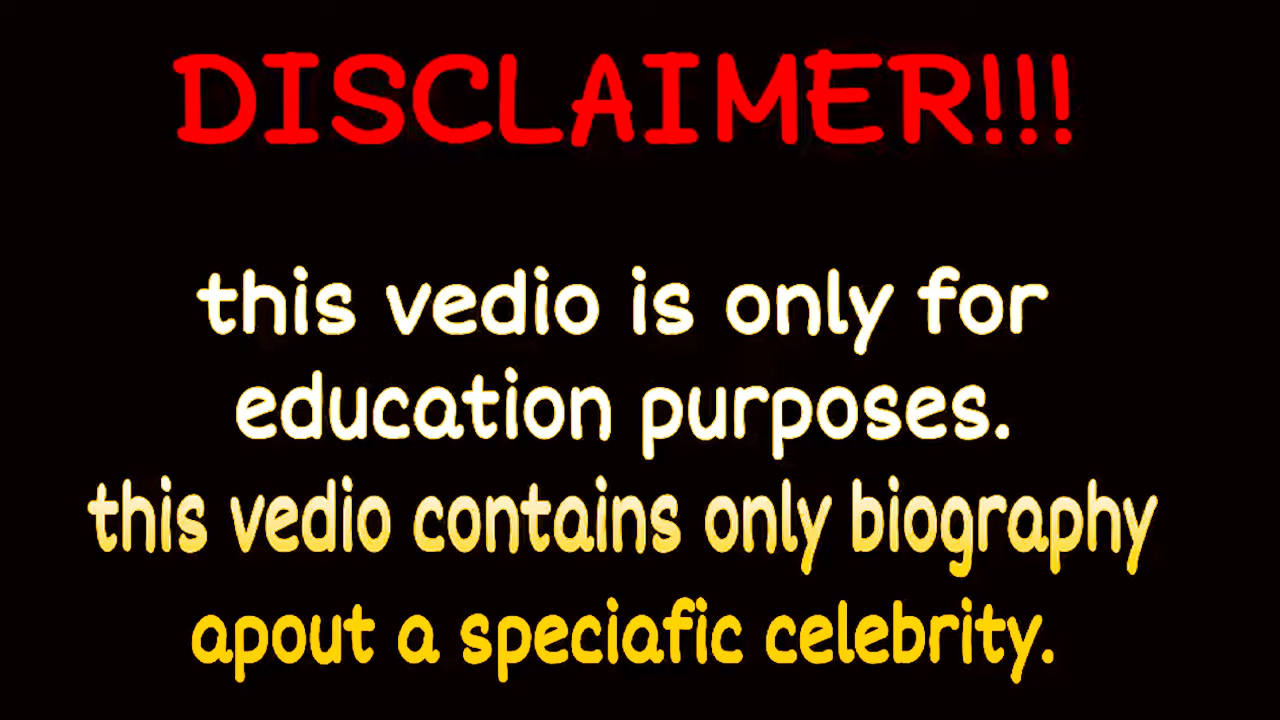 DISCLAIMER!!!
this vedio is only for
education purposes.
this vedio contains only biography
apout a speciafic celebrity.